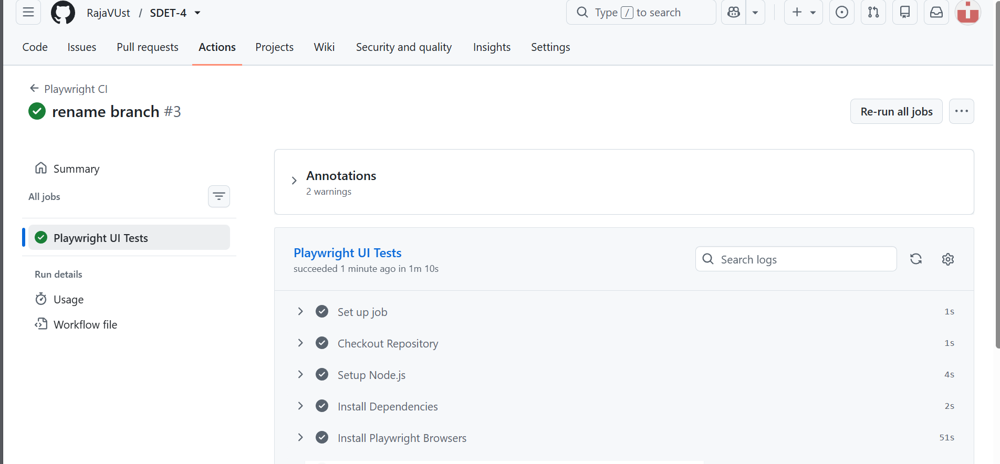 RajaVUst / SDET-4
Type / to search
Code Issues Pull requests Actions Projects Wiki Security and quality Insights Settings
Playwright CI
rename branch #3
Re-run all jobs
Summary
All jobs
Playwright UI Tests
Run details
Usage
Workflow file
Annotations
2 warnings
Playwright UI Tests
succeeded 1 minute ago in 1m 10s
Search logs
Set up job 1s
Checkout Repository 1s
Setup Node.js 4s
Install Dependencies 2s
Install Playwright Browsers 51s